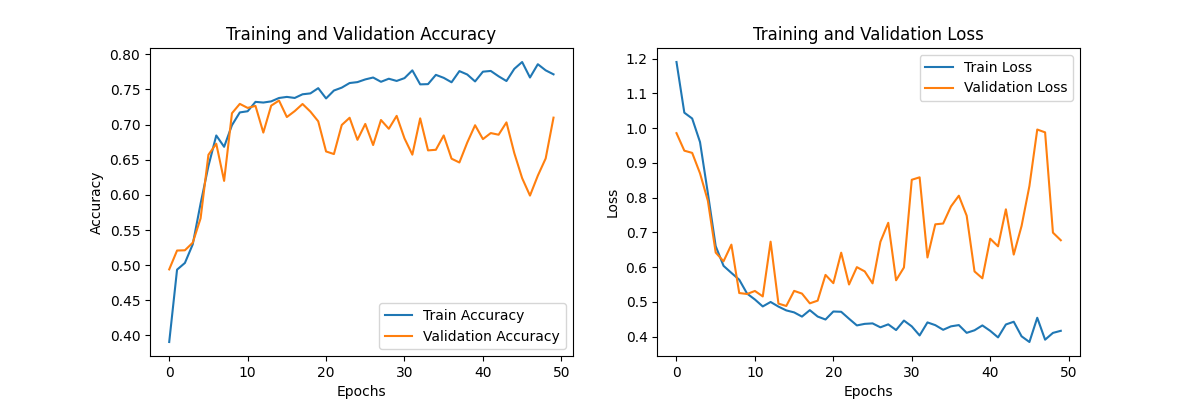 Training and Validation Accuracy
0.80
0.75
0.70
0.65
0.60
0.55
0.50
0.45
0.40
Accuracy
Train Accuracy
Validation Accuracy
0 10 20 30 40 50
Epochs
Training and Validation Loss
1.2
1.1
1.0
0.9
0.8
0.7
0.6
0.5
0.4
Loss
Train Loss
Validation Loss
0 10 20 30 40 50
Epochs